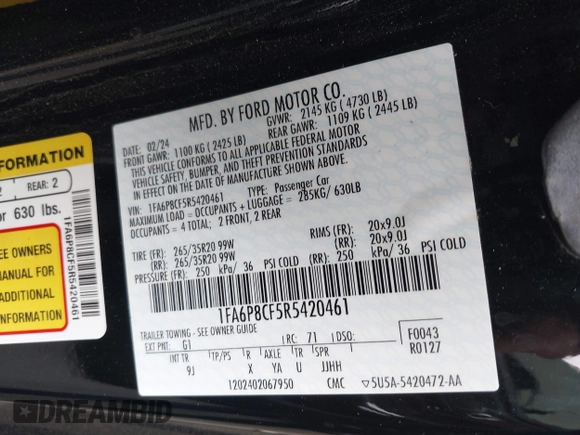 MFD. BY FORD MOTOR CO.
DATE: 02/24 GVWR: 2145 KG ( 4730 LB)
FRONT GAWR: 1100 KG ( 2425 LB) REAR GAWR: 1109 KG ( 2445 LB)
THIS VEHICLE CONFORMS TO ALL APPLICABLE FEDERAL MOTOR
VEHICLE SAFETY, BUMPER, AND THEFT PREVENTION STANDARDS
IN EFFECT ON THE DATE OF MANUFACTURE SHOWN ABOVE.
VIN: 1FA6P8CF5R5420461 TYPE: Passenger Car
MAXIMUM LOAD = OCCUPANTS + LUGGAGE = 285KG/ 630LB
OCCUPANTS = 4 TOTAL; 2 FRONT, 2 REAR
TIRE (FR): 265/35R20 99W RIMS (FR): 20x9.0J
(RR): 265/35R20 99W (RR): 20x9.0J
PRESSURE (FR): 250 kPa/ 36 PSI COLD (RR): 250 kPa/ 36 PSI COLD
1FA6P8CF5R5420461
TRAILER TOWING - SEE OWNER GUIDE
EXT PNT: G1 RC: 71 DSO:
F0043
R0127
INT TR TP/PS R AXLE TR SPR
9J X YA U JJHH
1202402067950 CMC ▽5U5A-5420472-AA
FORMATION
2 REAR: 2
or 630 lbs.
1FA6P8CF5R5420461
EE OWNERS
MANUAL FOR
ADDITIONAL
INFORMATION
DREAMBID